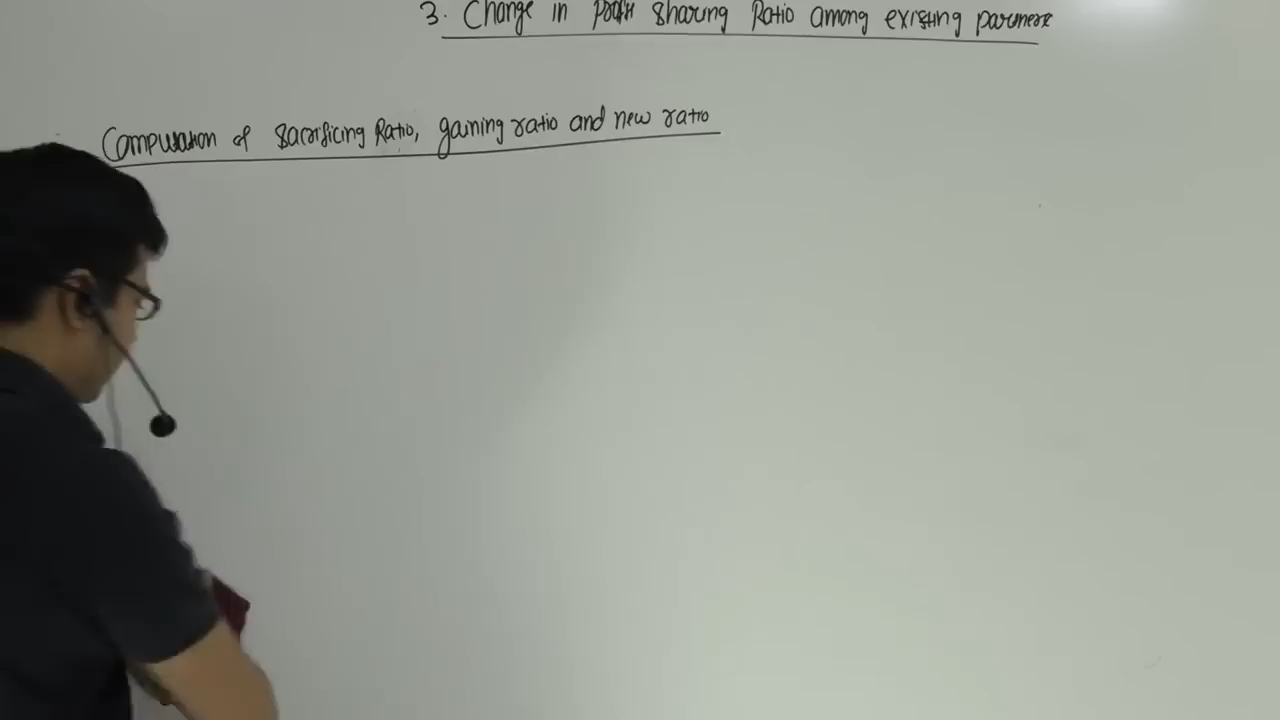 3. Change in Profit Sharing Ratio among existing partners
Computation of Sacrificing Ratio, gaining ratio and new ratio